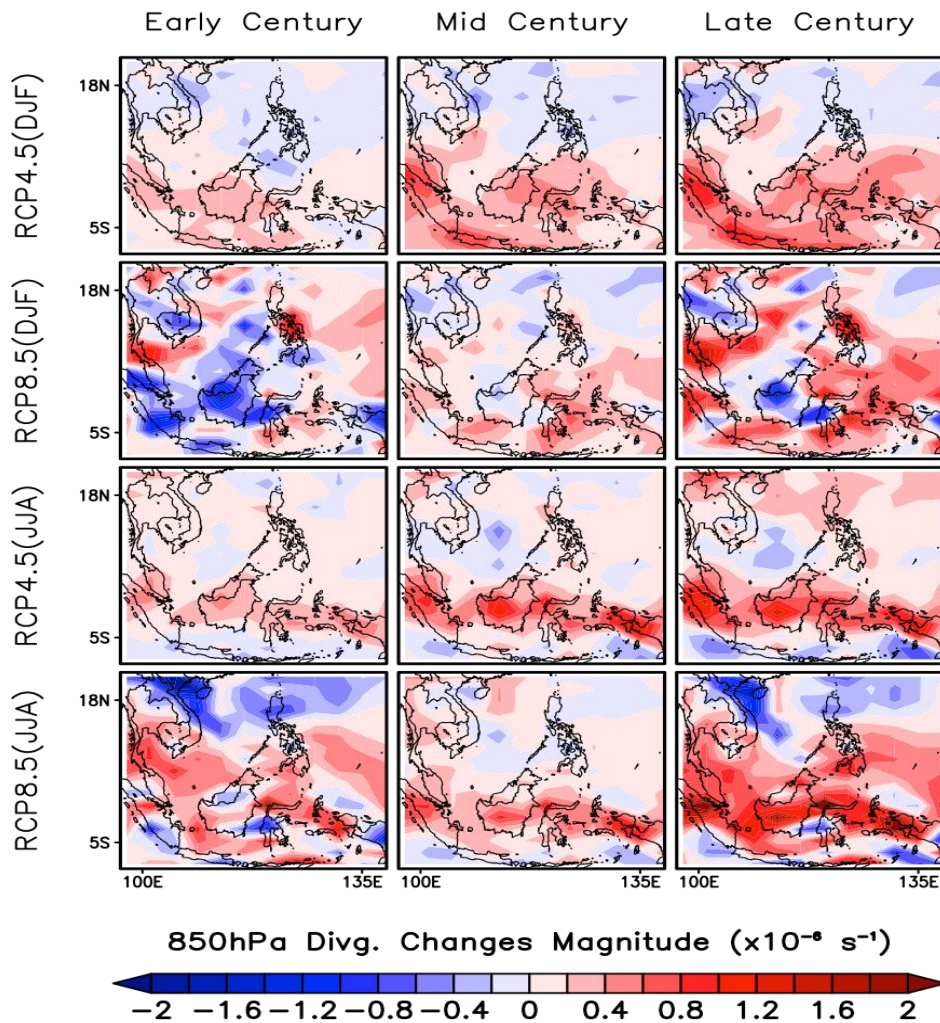 Early Century Mid Century Late Century
RCP4.5(DJF)
18N
5S
RCP8.5(DJF)
18N
5S
RCP4.5(JJA)
18N
5S
RCP8.5(JJA)
18N
5S
100E 135E 100E 135E 100E 135E
850hPa Divg. Changes Magnitude (x10⁻⁶ s⁻¹)
−2 −1.6 −1.2 −0.8 −0.4 0 0.4 0.8 1.2 1.6 2